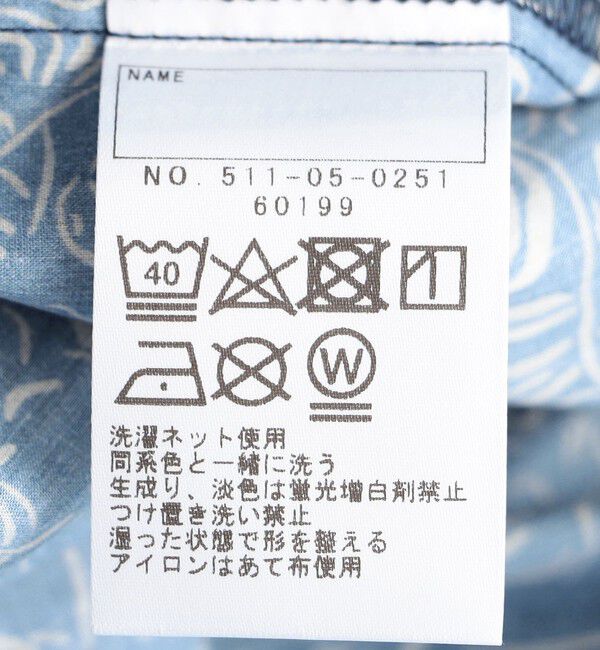 NAME
NO. 511-05-0251
60199
40
W
洗濯ネット使用
同系色と一緒に洗う
生成り、淡色は蛍光増白剤禁止
つけ置き洗い禁止
湿った状態で形を整える
アイロンはあて布使用